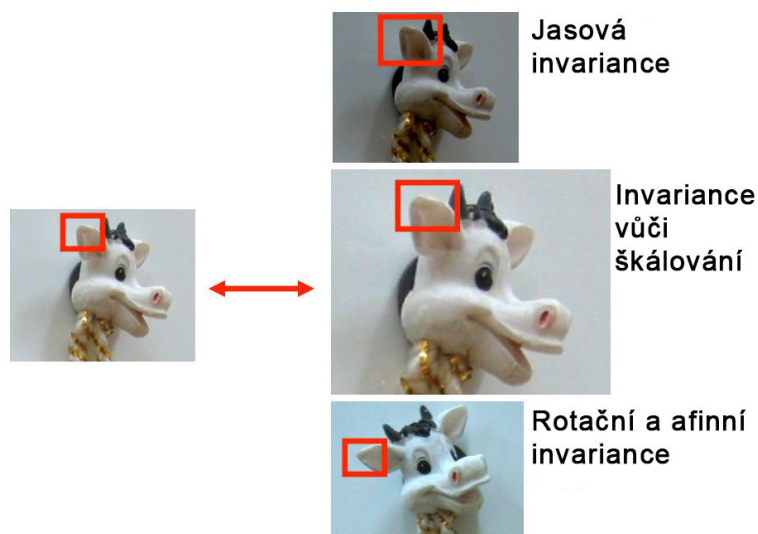 Jasová
invariance
Invariance
vůči
škálování
Rotační a afinní
invariance